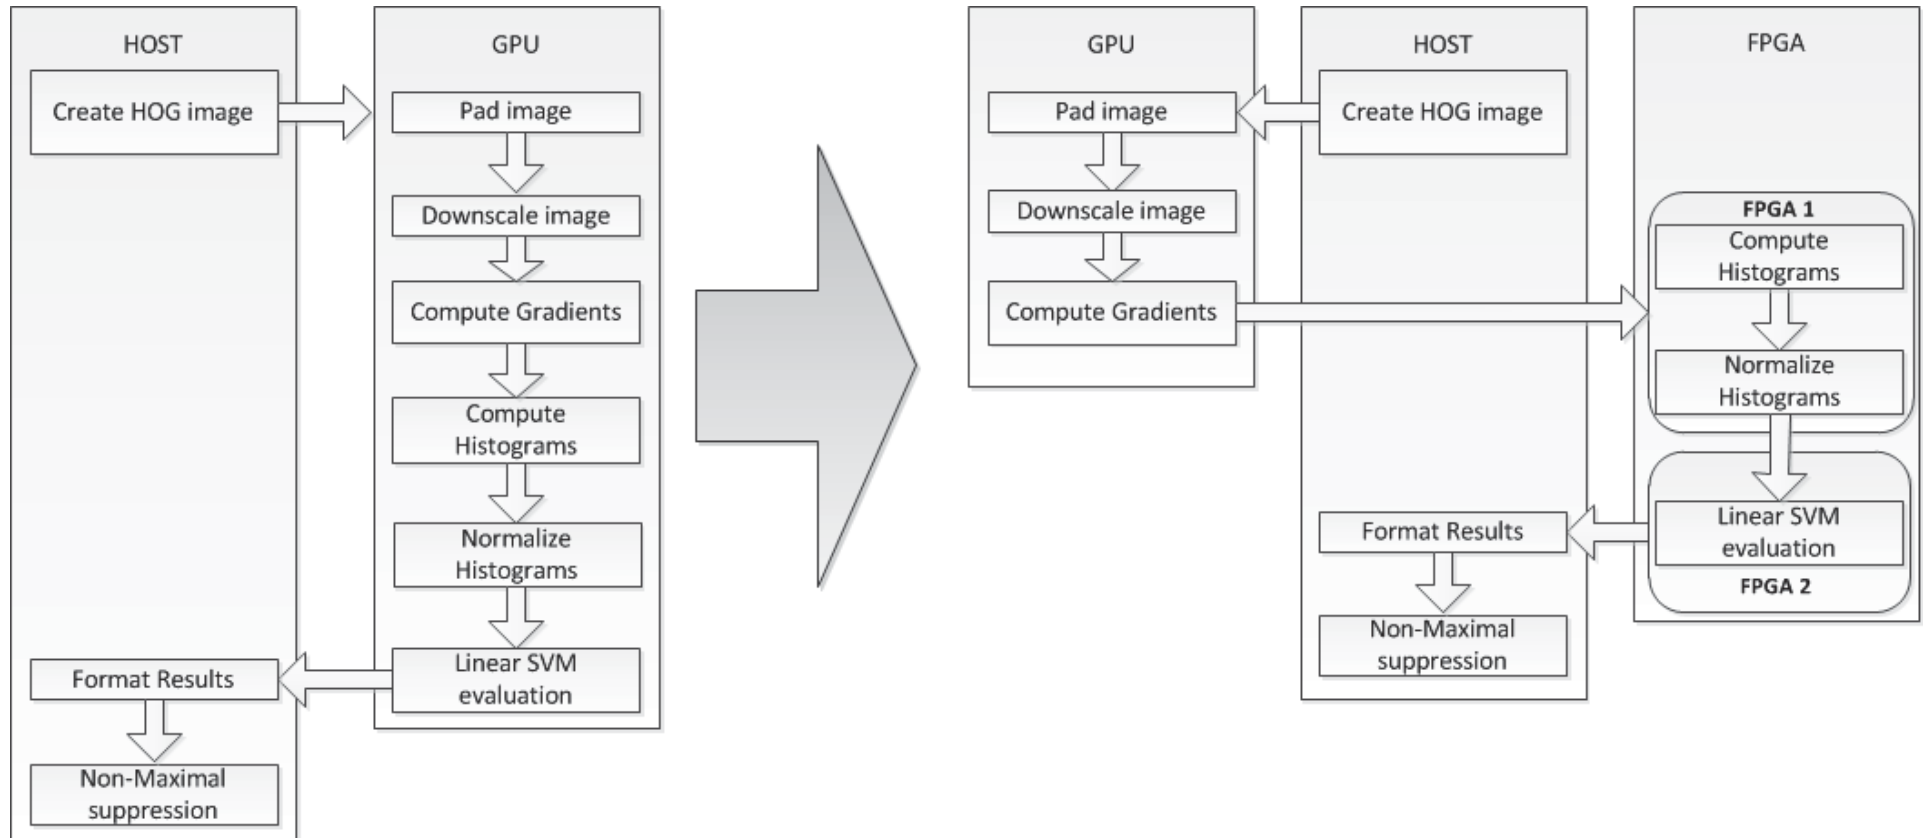 HOST
Create HOG image
Format Results
Non-Maximal
suppression
GPU
Pad image
Downscale image
Compute Gradients
Compute
Histograms
Normalize
Histograms
Linear SVM
evaluation
GPU
Pad image
Downscale image
Compute Gradients
HOST
Create HOG image
Format Results
Non-Maximal
suppression
FPGA
FPGA 1
Compute
Histograms
Normalize
Histograms
Linear SVM
evaluation
FPGA 2